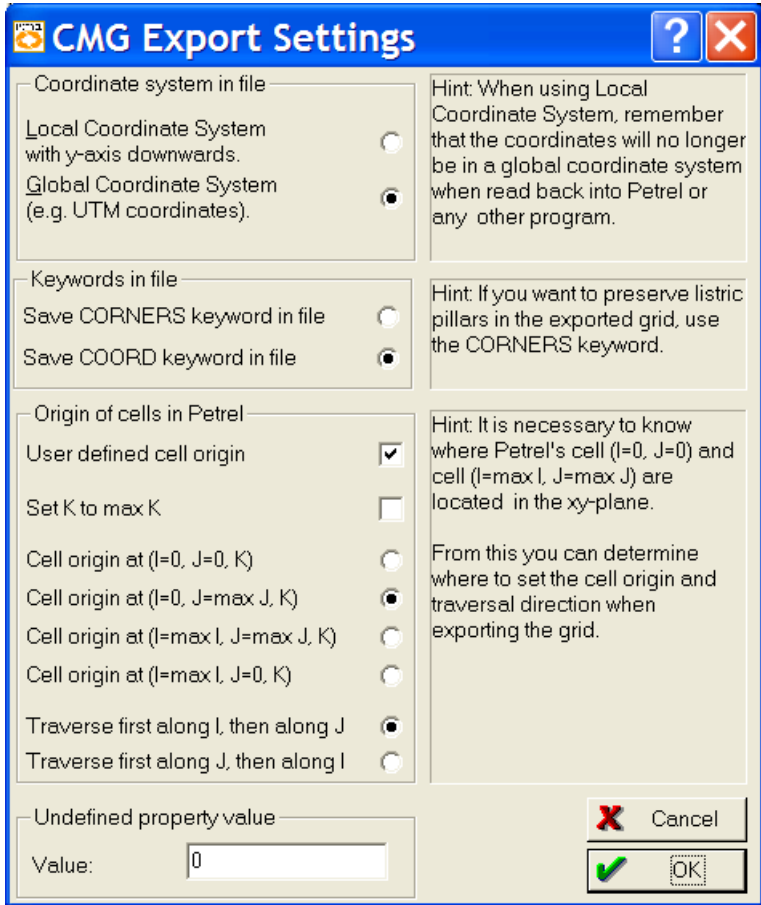 CMG Export Settings
?
Coordinate system in file
Local Coordinate System
with y-axis downwards.
Global Coordinate System
(e.g. UTM coordinates).
Hint: When using Local
Coordinate System, remember
that the coordinates will no longer
be in a global coordinate system
when read back into Petrel or
any other program.
Keywords in file
Save CORNERS keyword in file
Save COORD keyword in file
Hint: If you want to preserve listric
pillars in the exported grid, use
the CORNERS keyword.
Origin of cells in Petrel
User defined cell origin
Set K to max K
Cell origin at (I=0, J=0, K)
Cell origin at (I=0, J=max J, K)
Cell origin at (I=max I, J=max J, K)
Cell origin at (I=max I, J=0, K)
Traverse first along I, then along J
Traverse first along J, then along I
Hint: It is necessary to know
where Petrel's cell (I=0, J=0) and
cell (I=max I, J=max J) are
located in the xy-plane.
From this you can determine
where to set the cell origin and
traversal direction when
exporting the grid.
Undefined property value
Value: 0
Cancel
OK